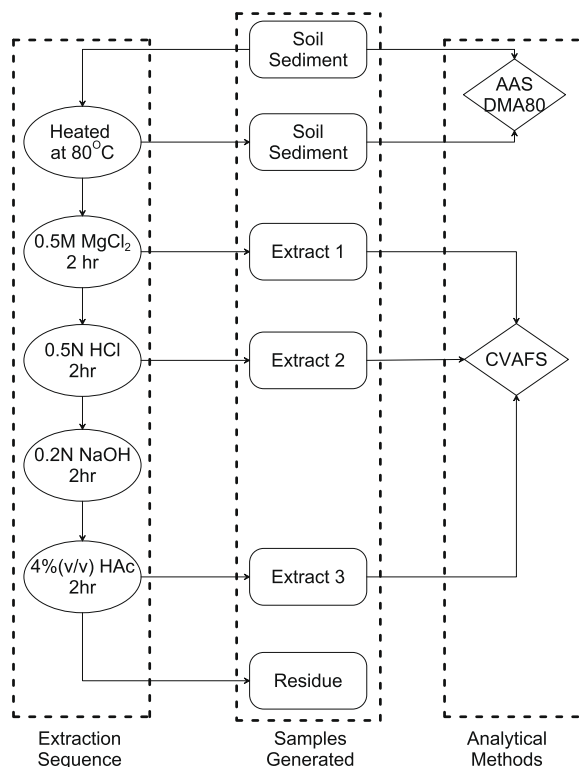 Soil
Sediment
AAS
DMA80
Heated
at 80°C
Soil
Sediment
0.5M MgCl₂
2 hr
Extract 1
0.5N HCl
2hr
Extract 2
CVAFS
0.2N NaOH
2hr
4%(v/v) HAc
2hr
Extract 3
Residue
Extraction
Sequence
Samples
Generated
Analytical
Methods